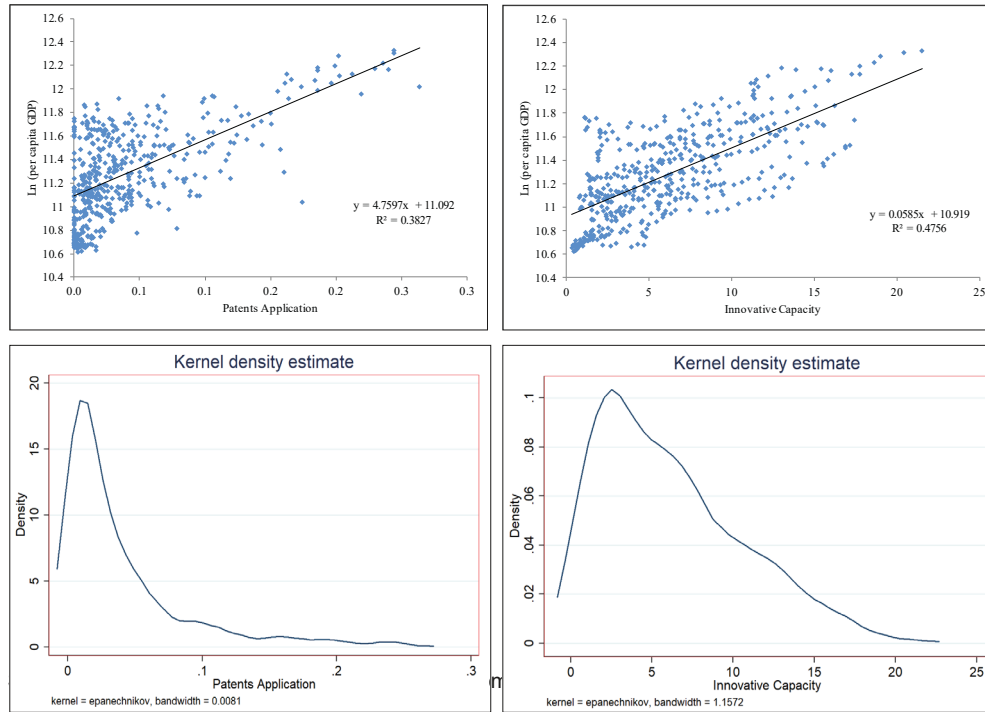 12.6
12.4
12.2
12
11.8
11.6
11.4
11.2
11
10.8
10.6
10.4
Ln (per capita GDP)
y = 4.7597x + 11.092
R² = 0.3827
0.0 0.1 0.1 0.2 0.2 0.3 0.3
Patents Application
12.6
12.4
12.2
12
11.8
11.6
11.4
11.2
11
10.8
10.6
10.4
Ln (per capita GDP)
y = 0.0585x + 10.919
R² = 0.4756
0 5 10 15 20 25
Innovative Capacity
Kernel density estimate
20
15
10
5
0
Density
0 .1 .2 .3
Patents Application
kernel = epanechnikov, bandwidth = 0.0081
Kernel density estimate
.1
.08
.06
.04
.02
0
Density
0 5 10 15 20 25
Innovative Capacity
kernel = epanechnikov, bandwidth = 1.1572